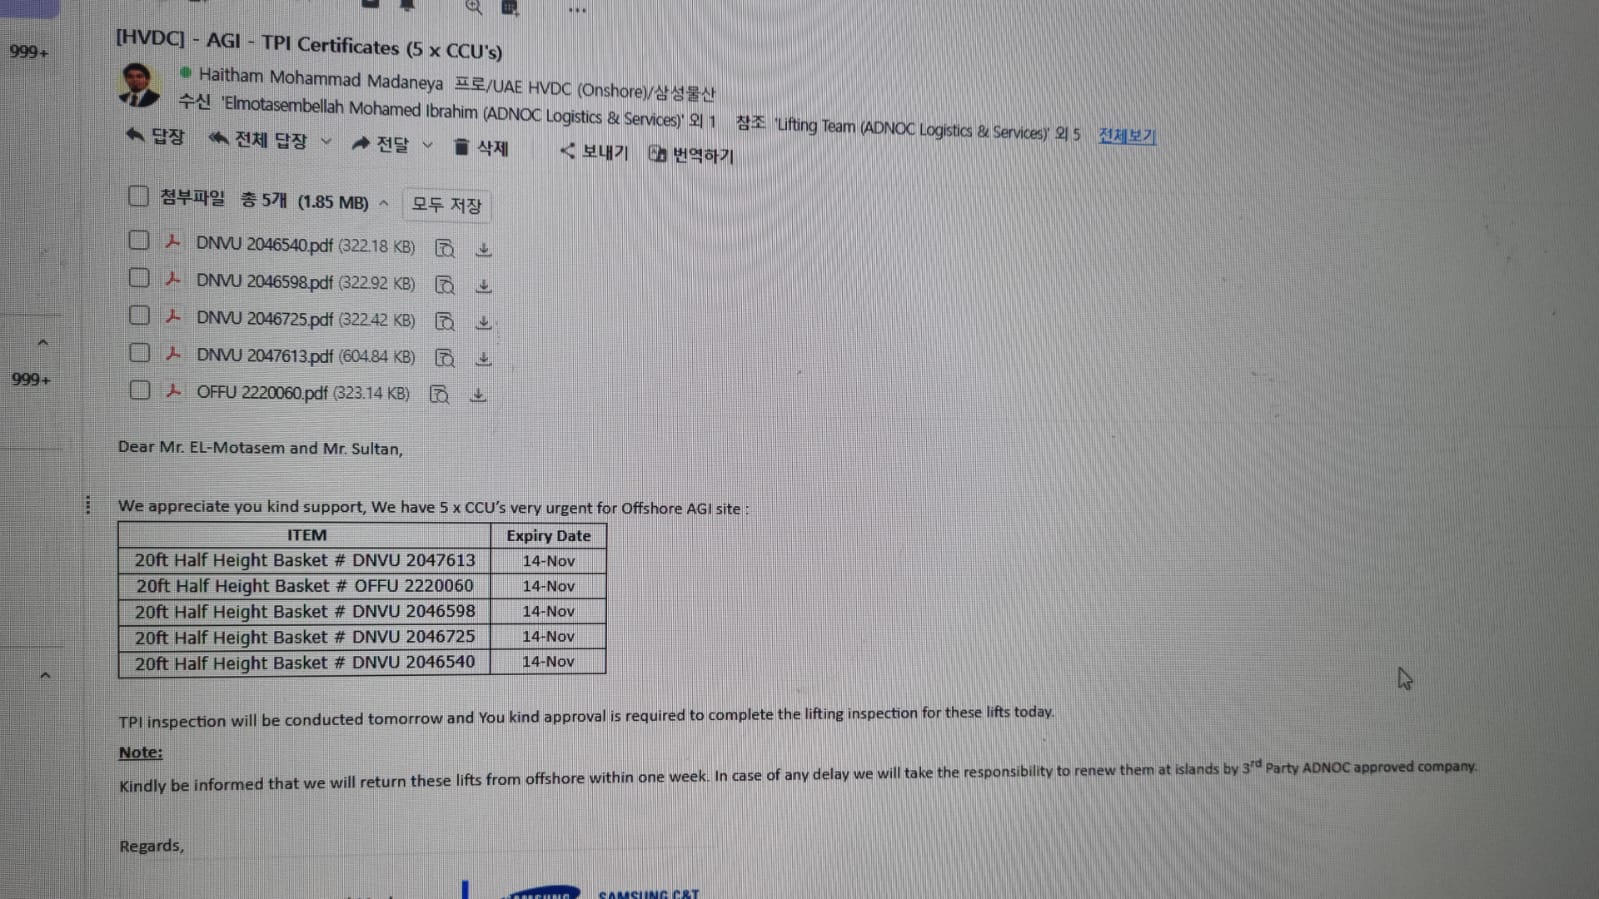 [HVDC] - AGI - TPI Certificates (5 x CCU's)
999+
Haitham Mohammad Madaneya 프로/UAE HVDC (Onshore)/삼성물산
수신 'Elmotasembellah Mohamed Ibrahim (ADNOC Logistics & Services)' 외 1 참조 'Lifting Team (ADNOC Logistics & Services)' 외 5 전체보기
답장 전체 답장 전달 삭제 보내기 번역하기
첨부파일 총 5개 (1.85 MB) 모두 저장
DNVU 2046540.pdf (322.18 KB)
DNVU 2046598.pdf (322.92 KB)
DNVU 2046725.pdf (322.42 KB)
DNVU 2047613.pdf (604.84 KB)
999+
OFFU 2220060.pdf (323.14 KB)
Dear Mr. EL-Motasem and Mr. Sultan,
We appreciate you kind support, We have 5 x CCU's very urgent for Offshore AGI site :
ITEM Expiry Date
20ft Half Height Basket # DNVU 2047613 14-Nov
20ft Half Height Basket # OFFU 2220060 14-Nov
20ft Half Height Basket # DNVU 2046598 14-Nov
20ft Half Height Basket # DNVU 2046725 14-Nov
20ft Half Height Basket # DNVU 2046540 14-Nov
TPI inspection will be conducted tomorrow and You kind approval is required to complete the lifting inspection for these lifts today.
Note:
Kindly be informed that we will return these lifts from offshore within one week. In case of any delay we will take the responsibility to renew them at islands by 3rd Party ADNOC approved company.
Regards,
SAMSUNG SAMSUNG C&T